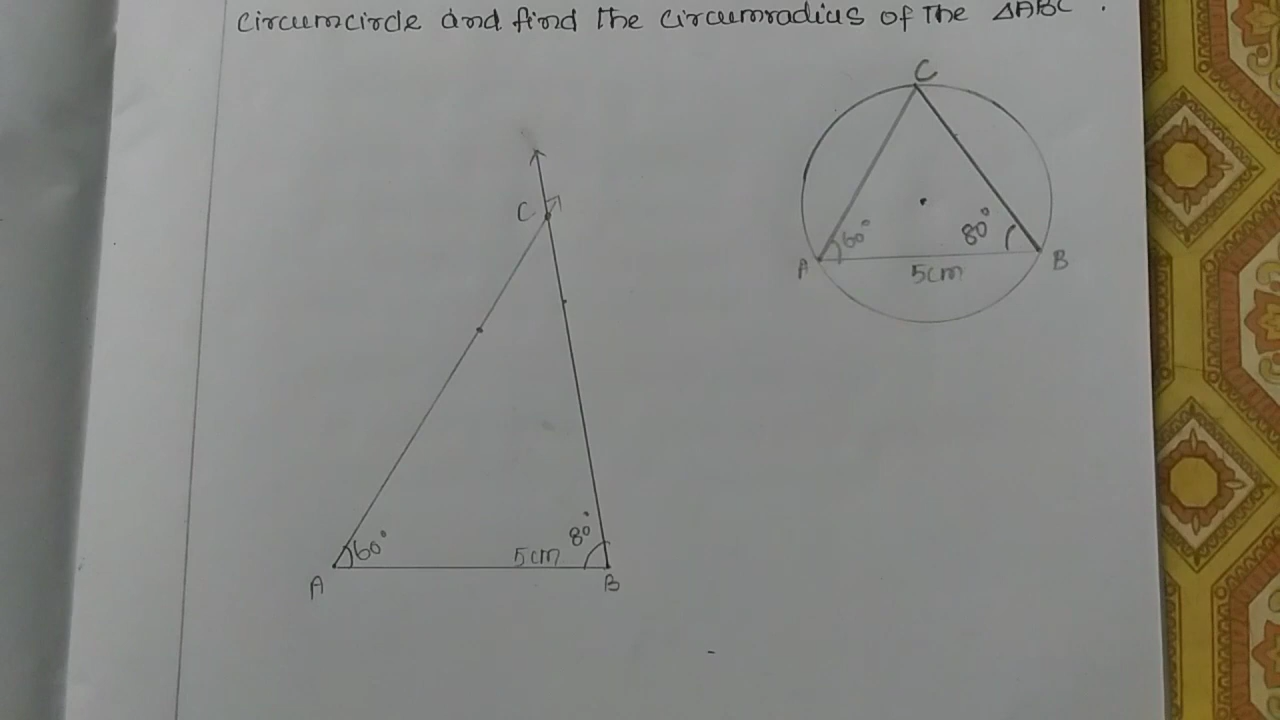 circumcircle and find the circumradius of The ΔABC .
C
60°
80°
A
5cm
B
C
60°
5cm
80°
A
B